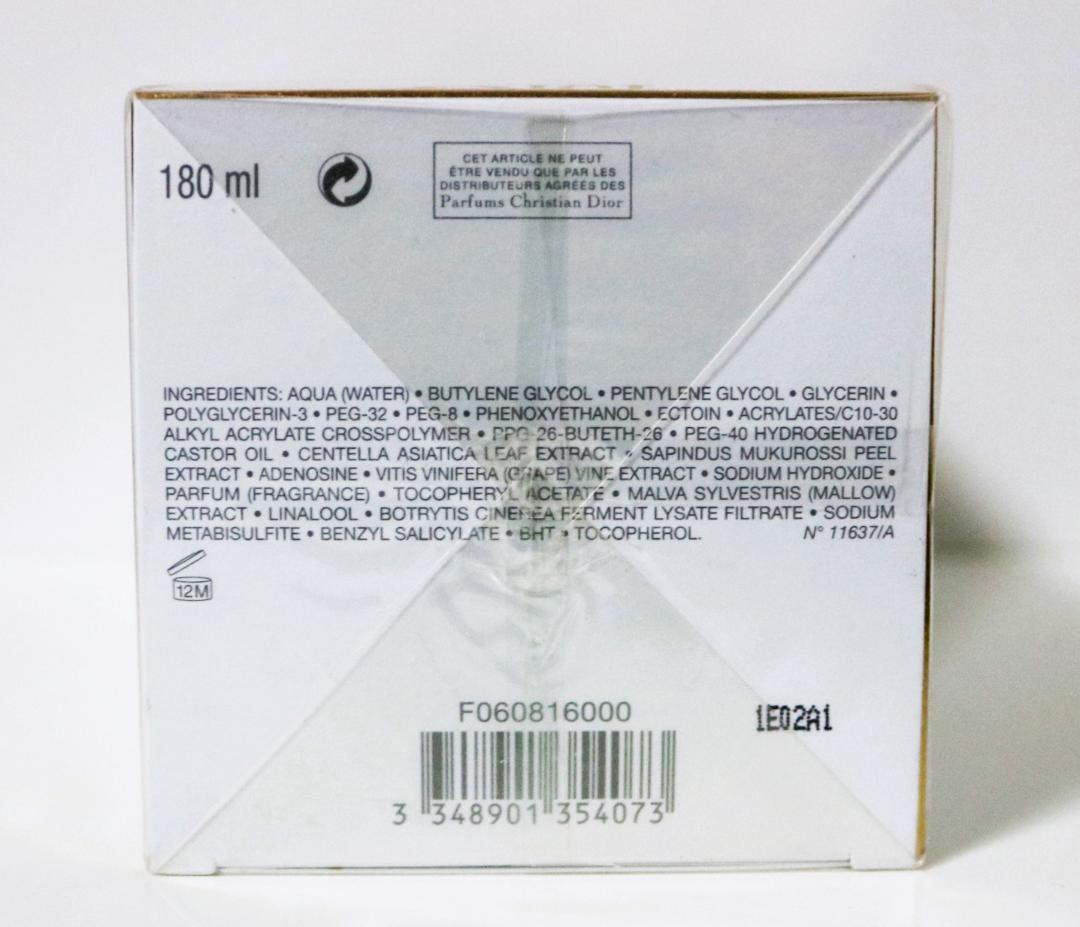 180 ml
CET ARTICLE NE PEUT
ÊTRE VENDU QUE PAR LES
DISTRIBUTEURS AGRÉÉS DES
Parfums Christian Dior
INGREDIENTS: AQUA (WATER) • BUTYLENE GLYCOL • PENTYLENE GLYCOL • GLYCERIN •
POLYGLYCERIN-3 • PEG-32 • PEG-8 • PHENOXYETHANOL • ECTOIN • ACRYLATES/C10-30
ALKYL ACRYLATE CROSSPOLYMER • PPG-26-BUTETH-26 • PEG-40 HYDROGENATED
CASTOR OIL • CENTELLA ASIATICA LEAF EXTRACT • SAPINDUS MUKUROSSI PEEL
EXTRACT • ADENOSINE • VITIS VINIFERA (GRAPE) VINE EXTRACT • SODIUM HYDROXIDE •
PARFUM (FRAGRANCE) • TOCOPHERYL ACETATE • MALVA SYLVESTRIS (MALLOW)
EXTRACT • LINALOOL • BOTRYTIS CINEREA FERMENT LYSATE FILTRATE • SODIUM
METABISULFITE • BENZYL SALICYLATE • BHT • TOCOPHEROL. N° 11637/A
12M
F060816000
1E02A1
3 348901 354073